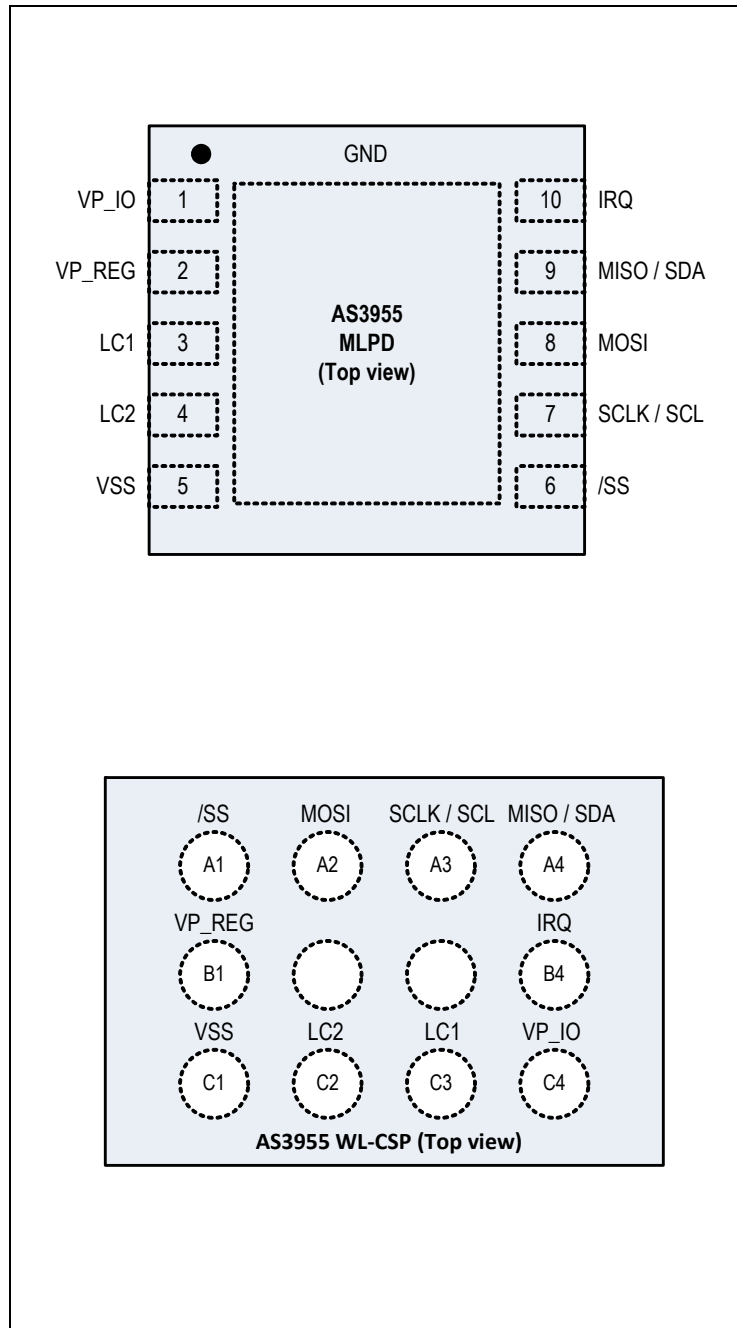 GND
VP_IO 1 10 IRQ
VP_REG 2 9 MISO / SDA
AS3955
MLPD
(Top view)
LC1 3 8 MOSI
LC2 4 7 SCLK / SCL
VSS 5 6 /SS
/SS MOSI SCLK / SCL MISO / SDA
A1 A2 A3 A4
VP_REG IRQ
B1 B4
VSS LC2 LC1 VP_IO
C1 C2 C3 C4
AS3955 WL-CSP (Top view)